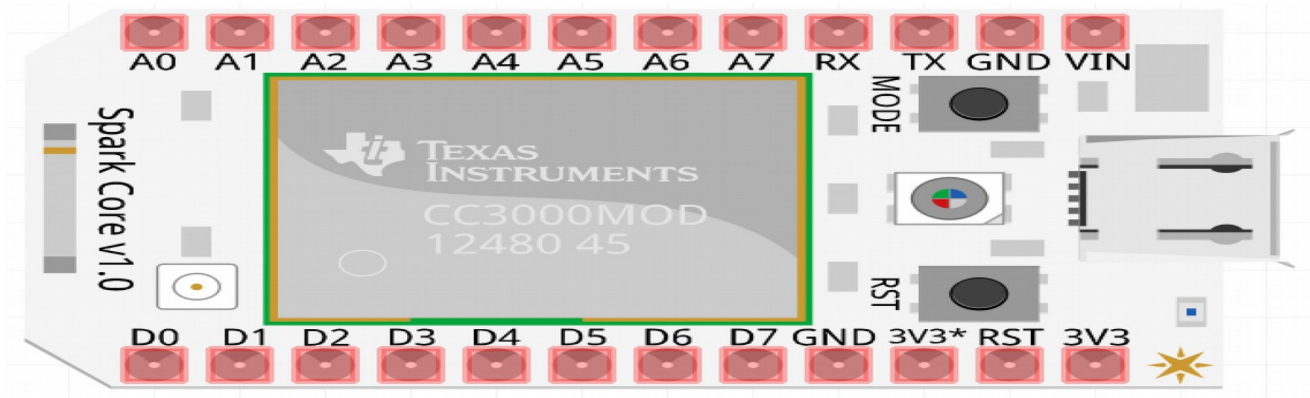 A0 A1 A2 A3 A4 A5 A6 A7 RX TX GND VIN
MODE
Spark Core v1.0
TEXAS
INSTRUMENTS
CC3000MOD
12480 45
RST
D0 D1 D2 D3 D4 D5 D6 D7 GND 3V3* RST 3V3